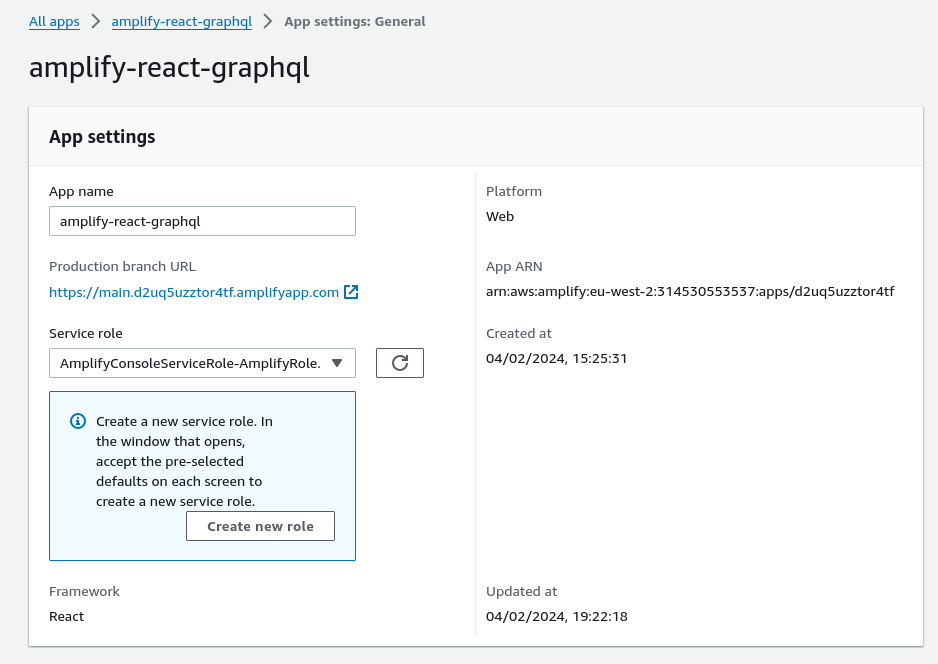 All apps
amplify-react-graphql
App settings: General
amplify-react-graphql
App settings
App name
amplify-react-graphql
Production branch URL
https://main.d2uq5uzztor4tf.amplifyapp.com
Service role
AmplifyConsoleServiceRole-AmplifyRole.
Create a new service role. In
the window that opens,
accept the pre-selected
defaults on each screen to
create a new service role.
Create new role
Framework
React
Platform
Web
App ARN
arn:aws:amplify:eu-west-2:314530553537:apps/d2uq5uzztor4tf
Created at
04/02/2024, 15:25:31
Updated at
04/02/2024, 19:22:18